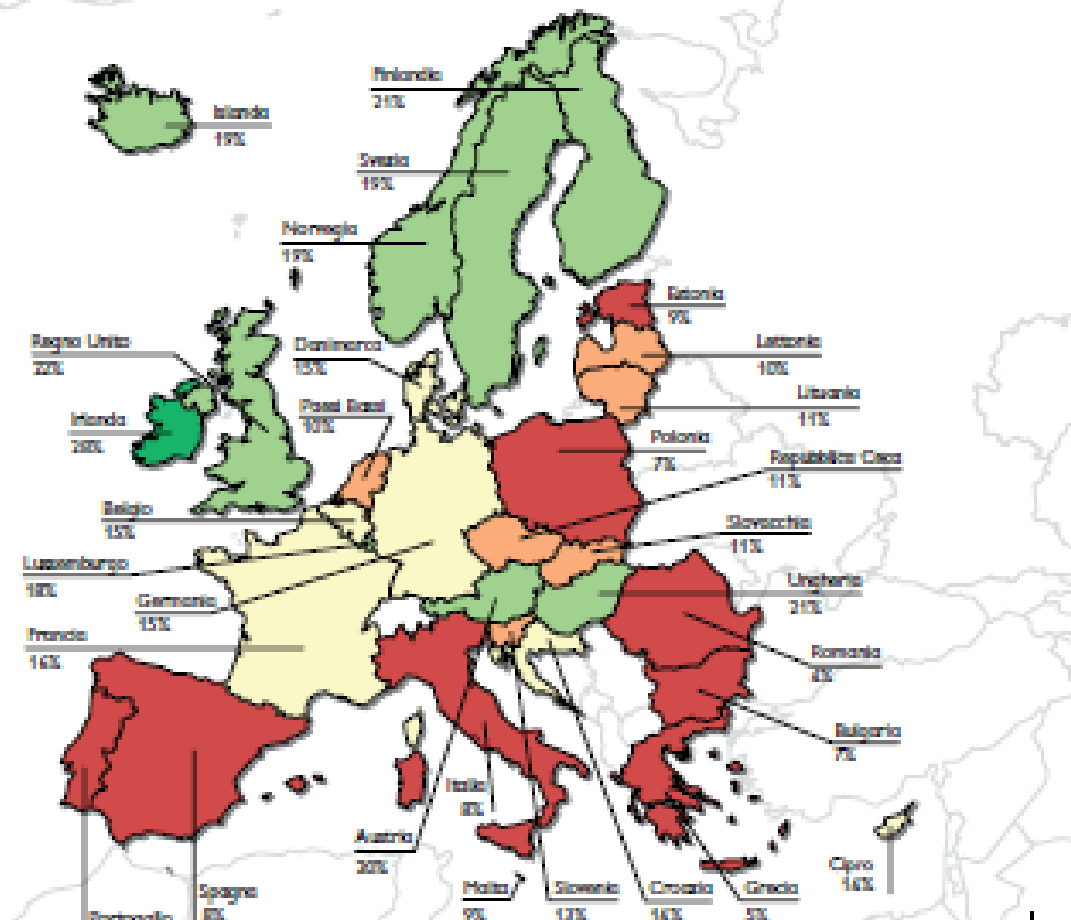 Finlandia
21%
Islanda
19%
Svezia
19%
Norvegia
19%
Estonia
9%
Regno Unito
22%
Danimarca
15%
Lettonia
10%
Paesi Bassi
10%
Lituania
11%
Irlanda
28%
Polonia
7%
Repubblica Ceca
11%
Belgio
15%
Slovacchia
11%
Lussemburgo
18%
Ungheria
21%
Germania
15%
Francia
16%
Romania
Bulgaria
7%
Italia
8%
Austria
20%
Cipro
16%
Malta
9%
Slovenia
Croazia
16%
Grecia
5%
Spagna
8%
Portogallo